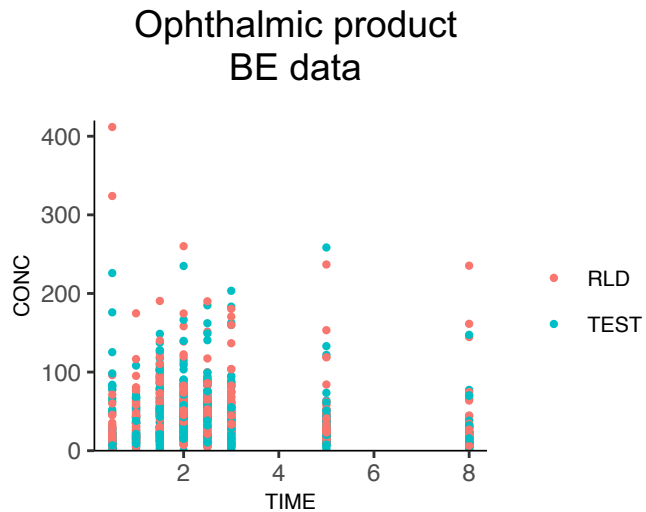 Ophthalmic product
BE data
400
300
200
100
0
CONC
2
4
6
8
TIME
RLD
TEST